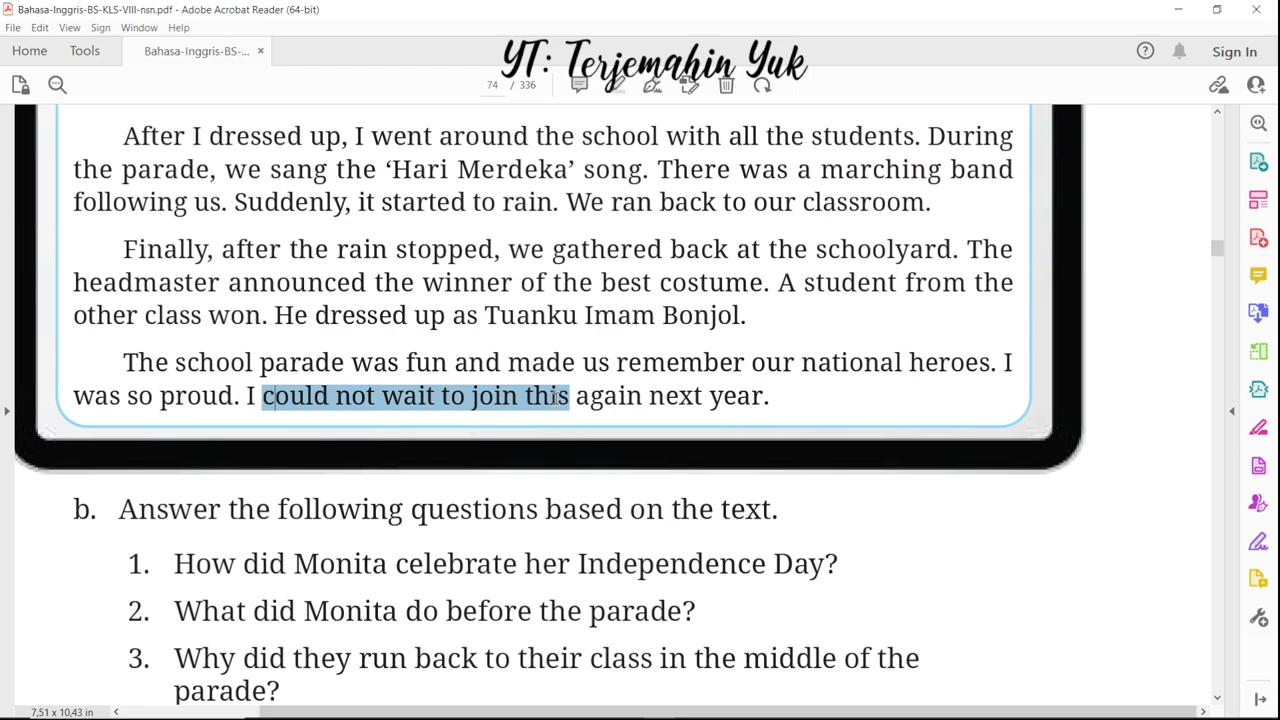 Bahasa-Inggris-BS-KLS-VIII-nsn.pdf - Adobe Acrobat Reader (64-bit)
File Edit View Sign Window Help
Home Tools Bahasa-Inggris-BS-... × Sign In
YT: Terjemahin Yuk
74 / 336
After I dressed up, I went around the school with all the students. During
the parade, we sang the ‘Hari Merdeka’ song. There was a marching band
following us. Suddenly, it started to rain. We ran back to our classroom.
Finally, after the rain stopped, we gathered back at the schoolyard. The
headmaster announced the winner of the best costume. A student from the
other class won. He dressed up as Tuanku Imam Bonjol.
The school parade was fun and made us remember our national heroes. I
was so proud. I could not wait to join this again next year.
b. Answer the following questions based on the text.
1. How did Monita celebrate her Independence Day?
2. What did Monita do before the parade?
3. Why did they run back to their class in the middle of the
parade?
7,51 x 10,43 in